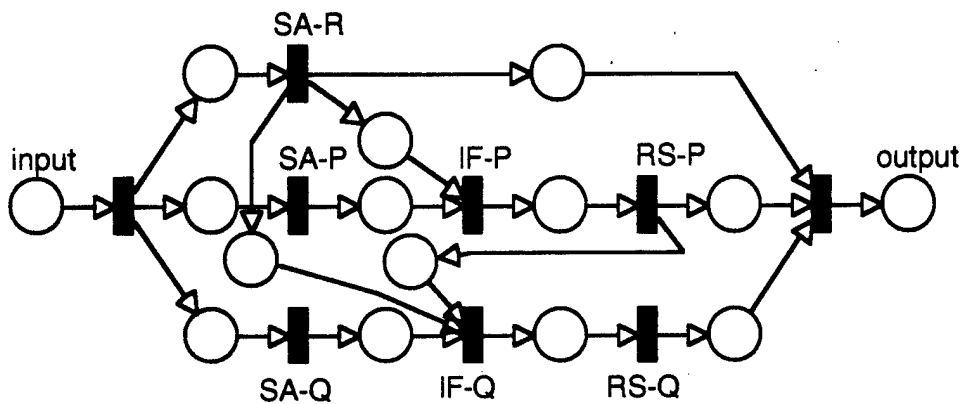 SA-R
input
SA-P
IF-P
RS-P
output
SA-Q
IF-Q
RS-Q